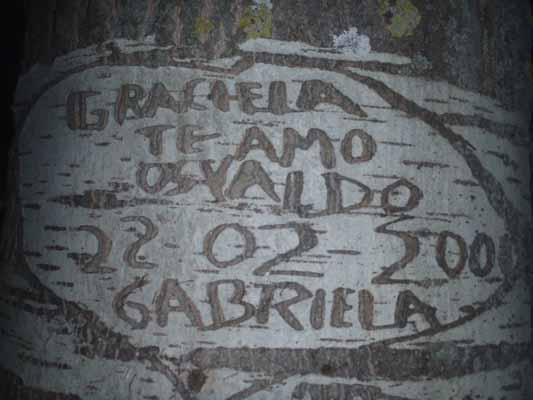 GRACIELA
TE AMO
OSVALDO
22-02-200
GABRIELA